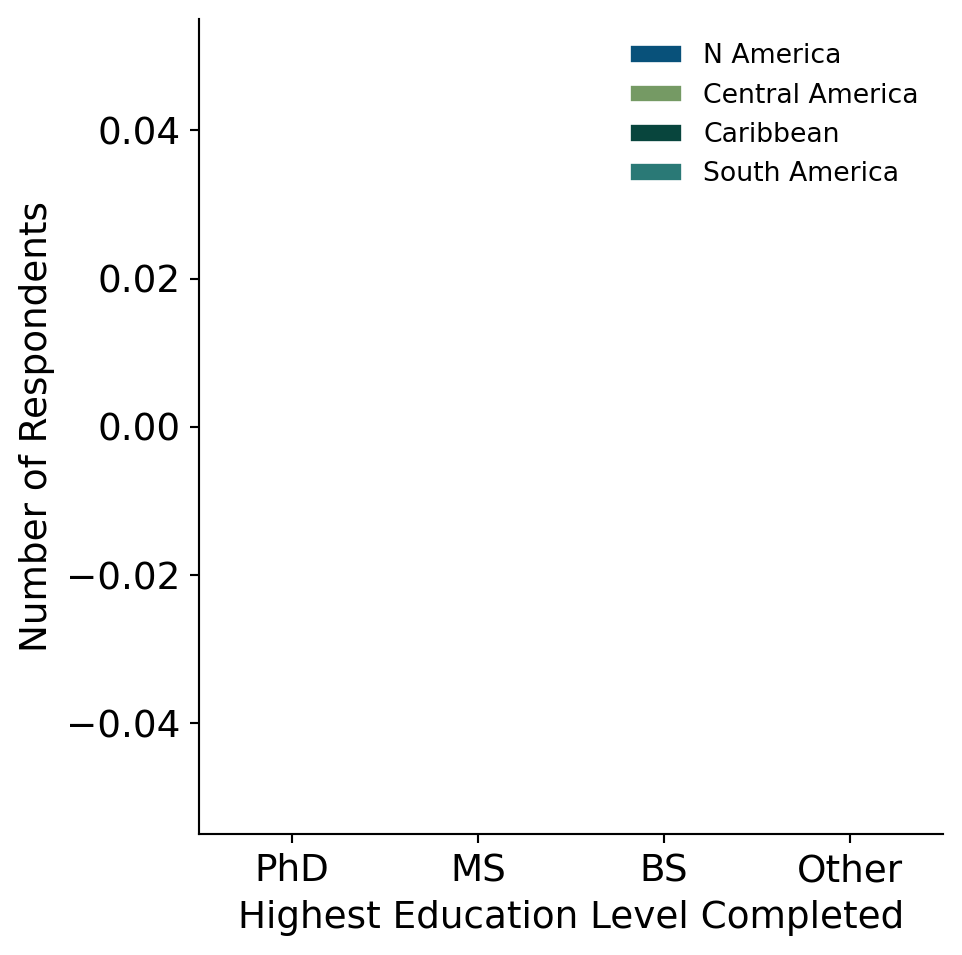 N America
Central America
Caribbean
South America
Number of Respondents
0.04
0.02
0.00
−0.02
−0.04
PhD MS BS Other
Highest Education Level Completed